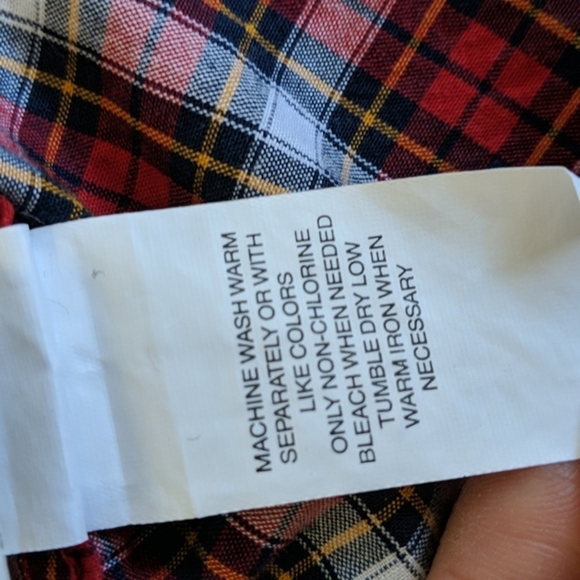 MACHINE WASH WARM
SEPARATELY OR WITH
LIKE COLORS
ONLY NON-CHLORINE
BLEACH WHEN NEEDED
TUMBLE DRY LOW
WARM IRON WHEN
NECESSARY